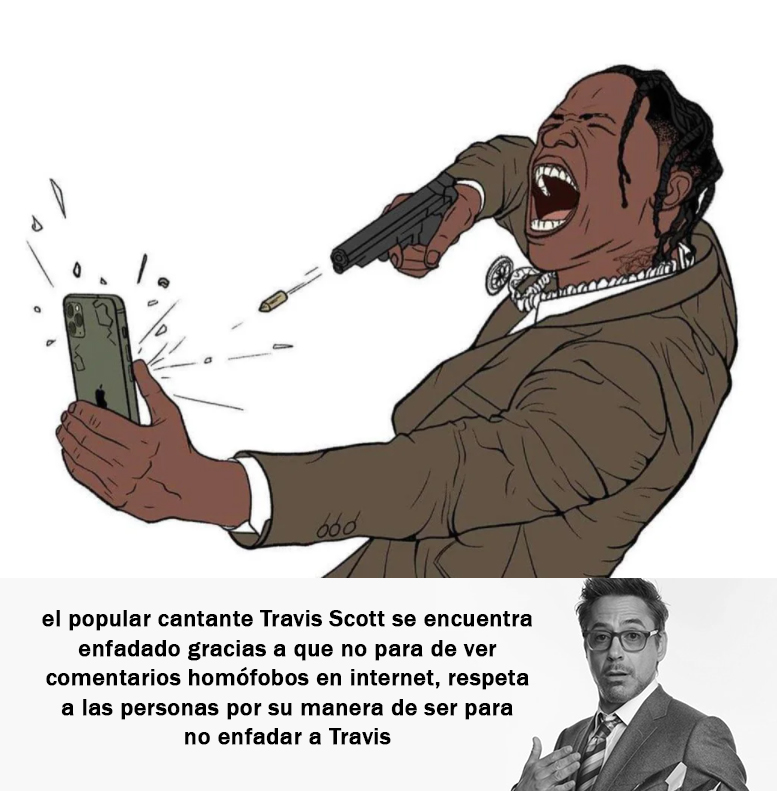 el popular cantante Travis Scott se encuentra
enfadado gracias a que no para de ver
comentarios homófobos en internet, respeta
a las personas por su manera de ser para
no enfadar a Travis